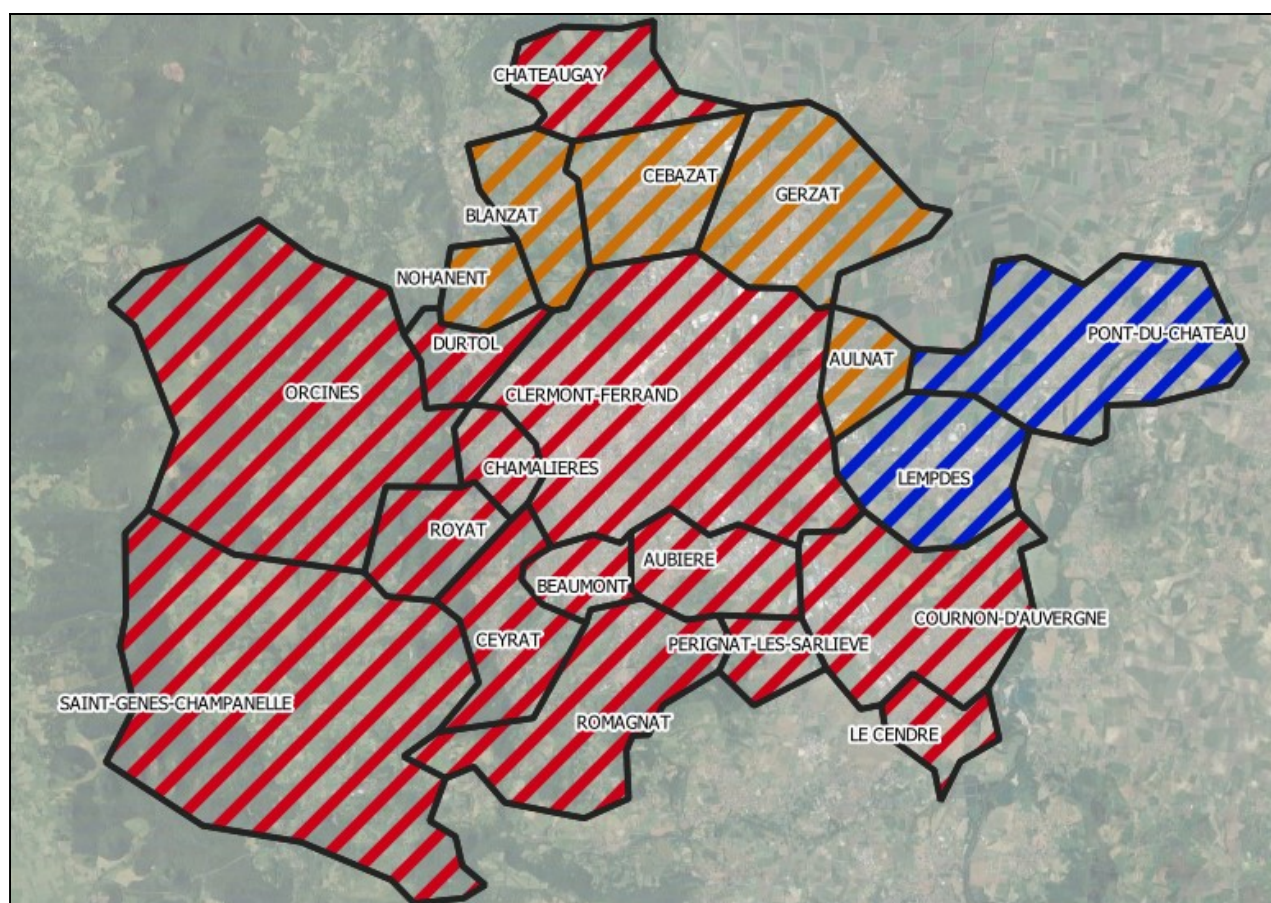 CHATEAUGAY
CEBAZAT
GERZAT
BLANZAT
NOHANENT
PONT-DU-CHATEAU
DURTOL
AULNAT
ORCINES
CLERMONT-FERRAND
CHAMALIERES
LEMPDES
ROYAT
AUBIERE
BEAUMONT
COURNON-D'AUVERGNE
CEYRAT
PERIGNAT-LES-SARLIEVE
SAINT-GENES-CHAMPANELLE
ROMAGNAT
LE CENDRE